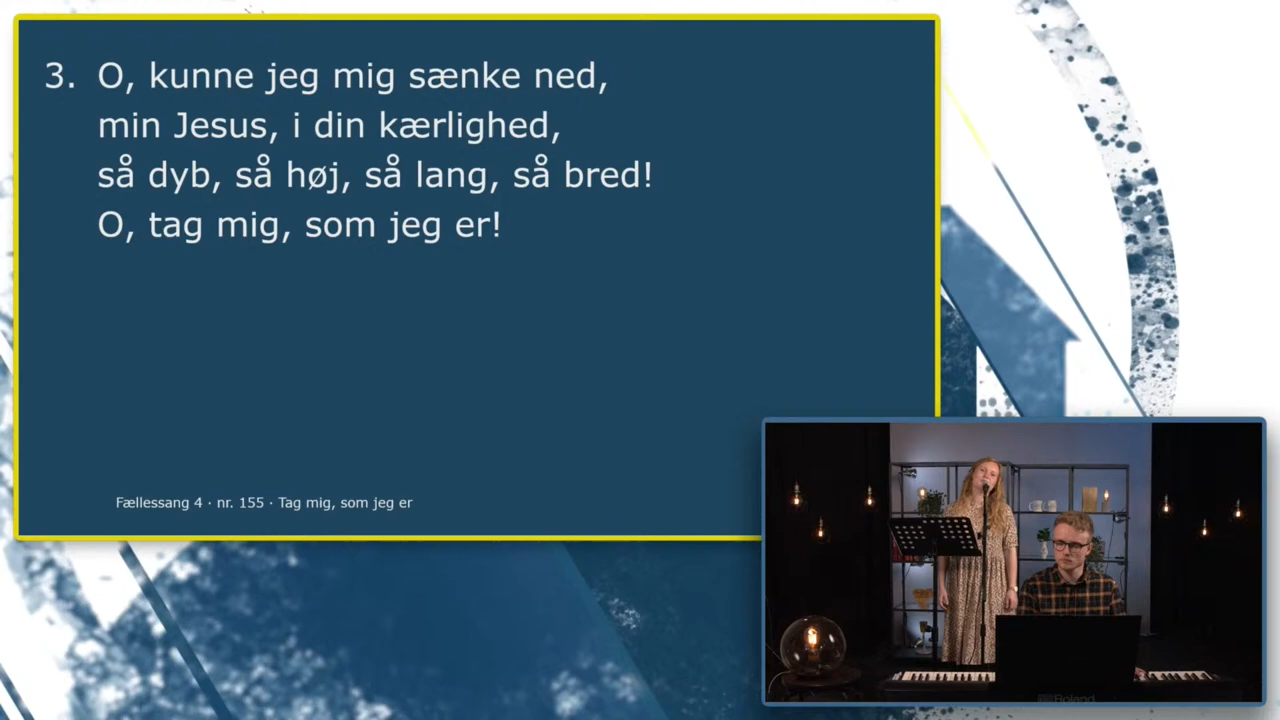 3. O, kunne jeg mig sænke ned,
min Jesus, i din kærlighed,
så dyb, så høj, så lang, så bred!
O, tag mig, som jeg er!
Fællessang 4 · nr. 155 · Tag mig, som jeg er
Roland